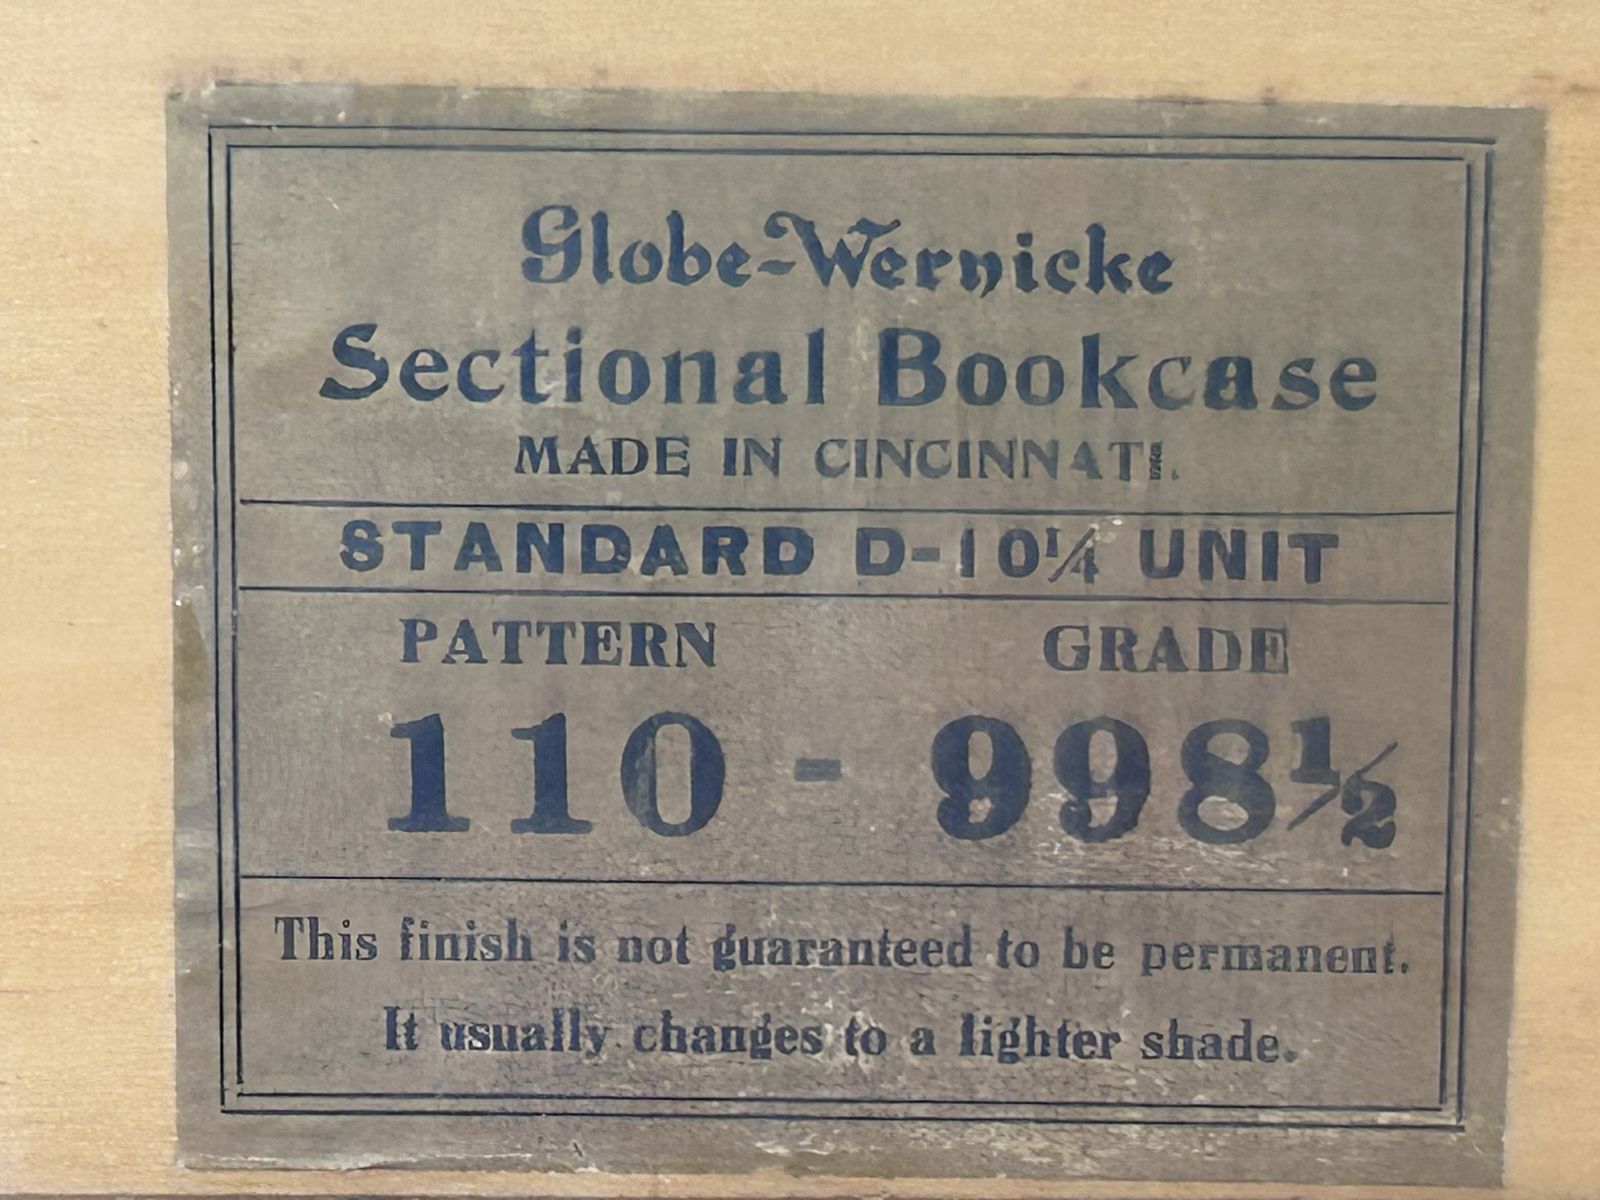 Globe-Wernicke
Sectional Bookcase
MADE IN CINCINNATI.
STANDARD D-10¼ UNIT
PATTERN GRADE
110 - 998½
This finish is not guaranteed to be permanent.
It usually changes to a lighter shade.